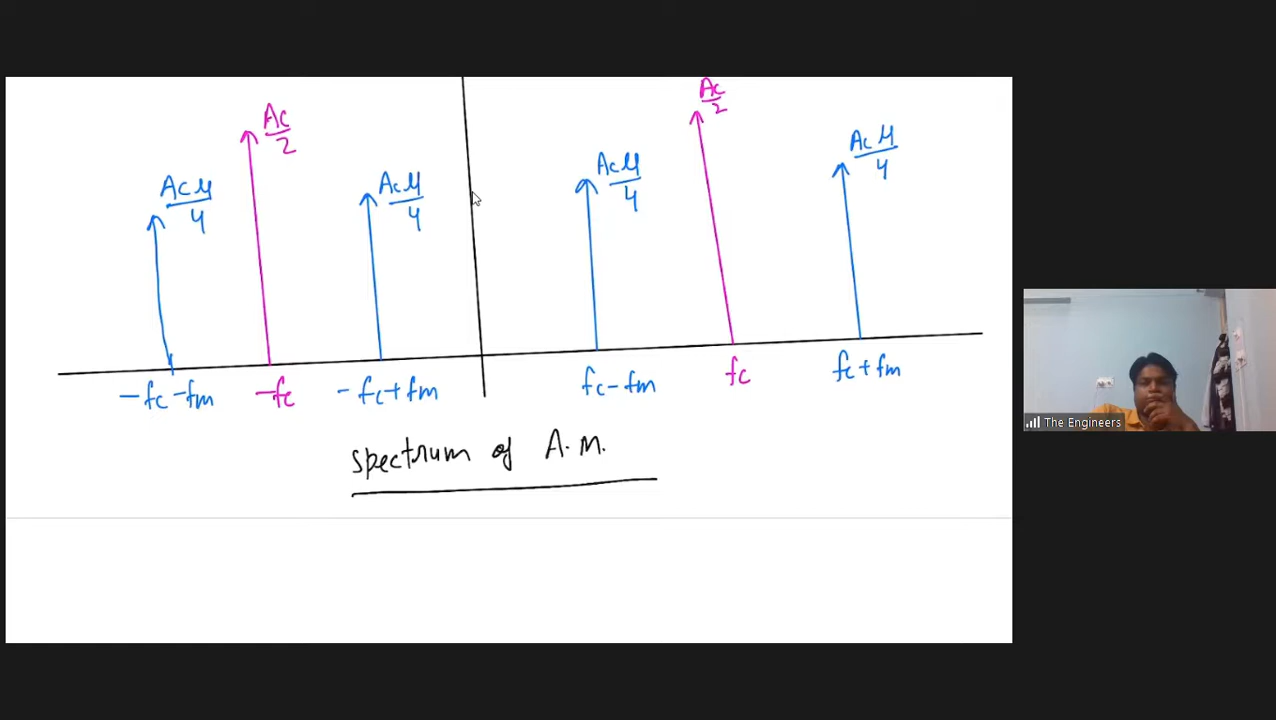 Ac/2
Ac/2
Acμ/4
Acμ/4
Acμ/4
Acμ/4
-fc-fm
-fc
-fc+fm
fc-fm
fc
fc+fm
spectrum of A.M.
The Engineers